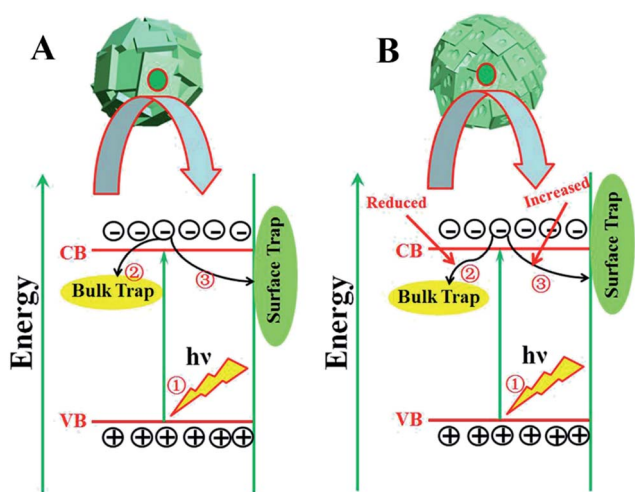 A
B
Reduced
Increased
CB
②
③
Bulk Trap
Surface Trap
Energy
hν
①
VB
CB
②
③
Bulk Trap
Surface Trap
Energy
hν
①
VB